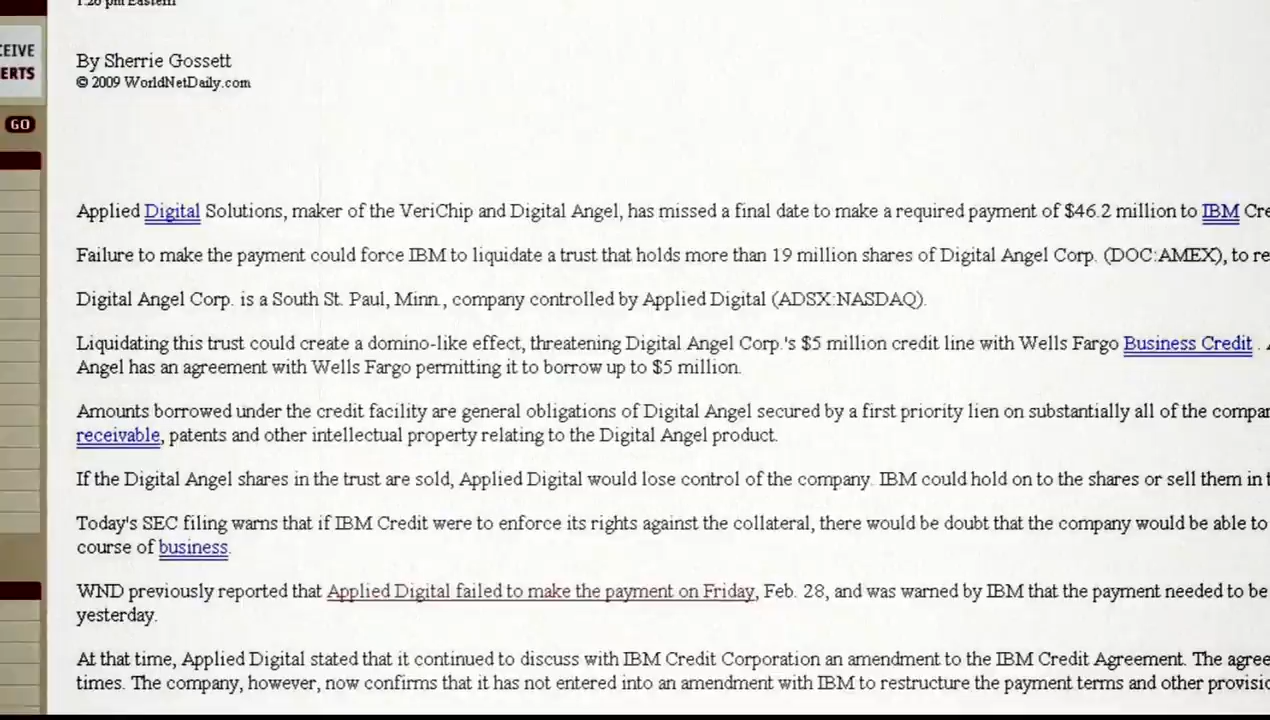 1:26 pm Eastern
CEIVE
ERTS
By Sherrie Gossett
© 2009 WorldNetDaily.com
GO
Applied Digital Solutions, maker of the VeriChip and Digital Angel, has missed a final date to make a required payment of $46.2 million to IBM Cre
Failure to make the payment could force IBM to liquidate a trust that holds more than 19 million shares of Digital Angel Corp. (DOC:AMEX), to re
Digital Angel Corp. is a South St. Paul, Minn., company controlled by Applied Digital (ADSX:NASDAQ).
Liquidating this trust could create a domino-like effect, threatening Digital Angel Corp.'s $5 million credit line with Wells Fargo Business Credit .
Angel has an agreement with Wells Fargo permitting it to borrow up to $5 million.
Amounts borrowed under the credit facility are general obligations of Digital Angel secured by a first priority lien on substantially all of the compan
receivable, patents and other intellectual property relating to the Digital Angel product.
If the Digital Angel shares in the trust are sold, Applied Digital would lose control of the company. IBM could hold on to the shares or sell them in t
Today's SEC filing warns that if IBM Credit were to enforce its rights against the collateral, there would be doubt that the company would be able to
course of business.
WND previously reported that Applied Digital failed to make the payment on Friday, Feb. 28, and was warned by IBM that the payment needed to be
yesterday.
At that time, Applied Digital stated that it continued to discuss with IBM Credit Corporation an amendment to the IBM Credit Agreement. The agree
times. The company, however, now confirms that it has not entered into an amendment with IBM to restructure the payment terms and other provisio